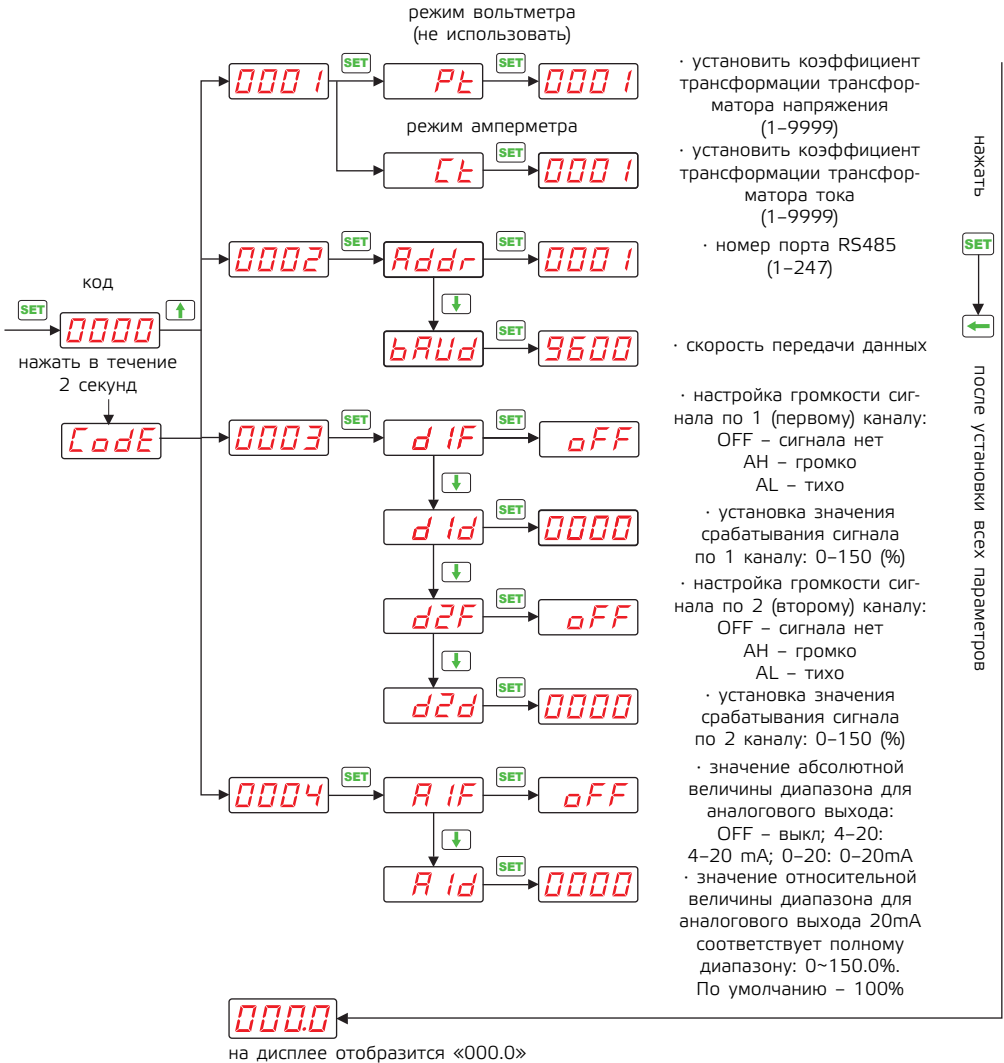 режим вольтметра
(не использовать)
0001
SET
Pt
SET
0001
· установить коэффициент
трансформации трансфор-
матора напряжения
(1–9999)
режим амперметра
Ct
SET
0001
· установить коэффициент
трансформации трансфор-
матора тока
(1–9999)
нажать
SET
после установки всех параметров
0002
SET
Addr
SET
0001
· номер порта RS485
(1–247)
код
SET
0000
нажать в течение
2 секунд
CodE
bAUd
SET
9600
· скорость передачи данных
0003
SET
d1F
SET
oFF
· настройка громкости сиг-
нала по 1 (первому) каналу:
OFF – сигнала нет
AH – громко
AL – тихо
d1d
SET
0000
· установка значения
срабатывания сигнала
по 1 каналу: 0–150 (%)
d2F
SET
oFF
· настройка громкости сиг-
нала по 2 (второму) каналу:
OFF – сигнала нет
AH – громко
AL – тихо
d2d
SET
0000
· установка значения
срабатывания сигнала
по 2 каналу: 0–150 (%)
0004
SET
A1F
SET
oFF
· значение абсолютной
величины диапазона для
аналогового выхода:
OFF – выкл; 4–20:
4–20 mA; 0–20: 0–20mA
A1d
SET
0000
· значение относительной
величины диапазона для
аналогового выхода 20mA
соответствует полному
диапазону: 0~150.0%.
По умолчанию – 100%
000.0
на дисплее отобразится «000.0»